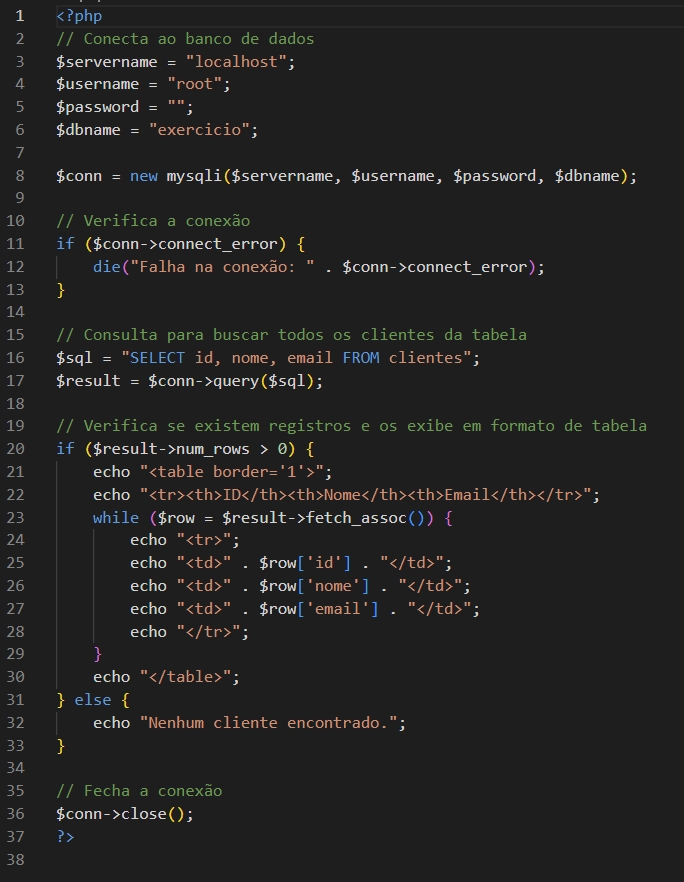 1 <?php
2 // Conecta ao banco de dados
3 $servername = "localhost";
4 $username = "root";
5 $password = "";
6 $dbname = "exercicio";
7
8 $conn = new mysqli($servername, $username, $password, $dbname);
9
10 // Verifica a conexão
11 if ($conn->connect_error) {
12     die("Falha na conexão: " . $conn->connect_error);
13 }
14
15 // Consulta para buscar todos os clientes da tabela
16 $sql = "SELECT id, nome, email FROM clientes";
17 $result = $conn->query($sql);
18
19 // Verifica se existem registros e os exibe em formato de tabela
20 if ($result->num_rows > 0) {
21     echo "<table border='1'>";
22     echo "<tr><th>ID</th><th>Nome</th><th>Email</th></tr>";
23     while ($row = $result->fetch_assoc()) {
24         echo "<tr>";
25         echo "<td>" . $row['id'] . "</td>";
26         echo "<td>" . $row['nome'] . "</td>";
27         echo "<td>" . $row['email'] . "</td>";
28         echo "</tr>";
29     }
30     echo "</table>";
31 } else {
32     echo "Nenhum cliente encontrado.";
33 }
34
35 // Fecha a conexão
36 $conn->close();
37 ?>
38